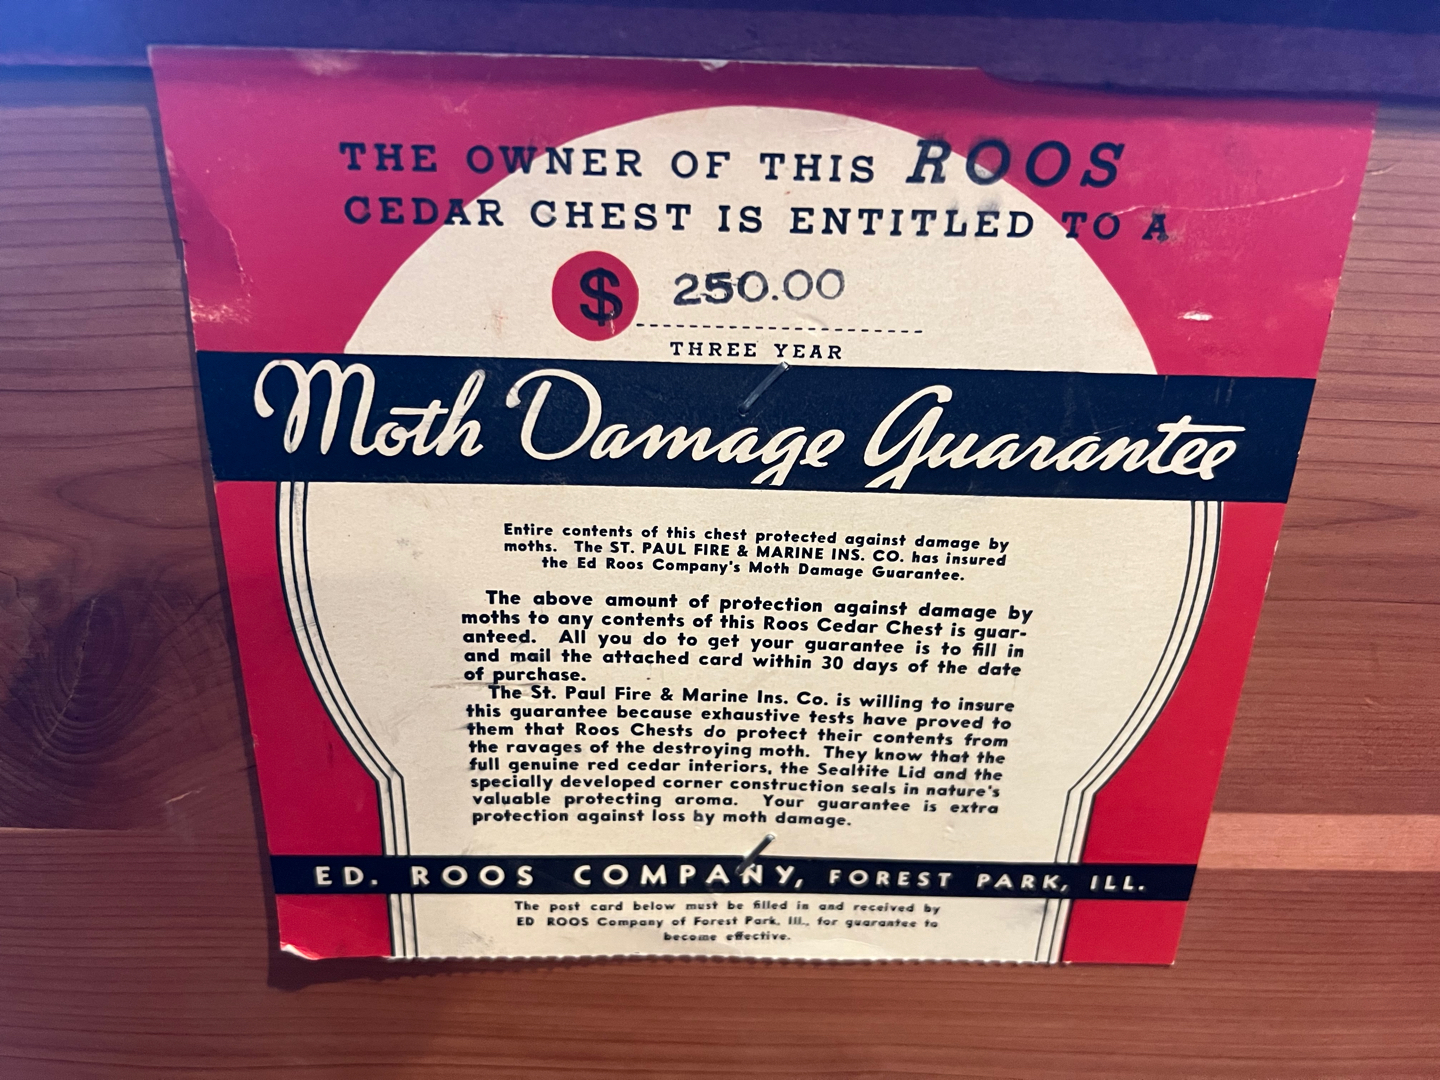 THE OWNER OF THIS ROOS
CEDAR CHEST IS ENTITLED TO A
$ 250.00
THREE YEAR
Moth Damage Guarantee
Entire contents of this chest protected against damage by
moths. The ST. PAUL FIRE & MARINE INS. CO. has insured
the Ed Roos Company's Moth Damage Guarantee.
The above amount of protection against damage by
moths to any contents of this Roos Cedar Chest is guar-
anteed. All you do to get your guarantee is to fill in
and mail the attached card within 30 days of the date
of purchase.
The St. Paul Fire & Marine Ins. Co. is willing to insure
this guarantee because exhaustive tests have proved to
them that Roos Chests do protect their contents from
the ravages of the destroying moth. They know that the
full genuine red cedar interiors, the Sealtite Lid and the
specially developed corner construction seals in nature's
valuable protecting aroma. Your guarantee is extra
protection against loss by moth damage.
ED. ROOS COMPANY, FOREST PARK, ILL.
The post card below must be filled in and received by
ED ROOS Company of Forest Park, Ill., for guarantee to
become effective.